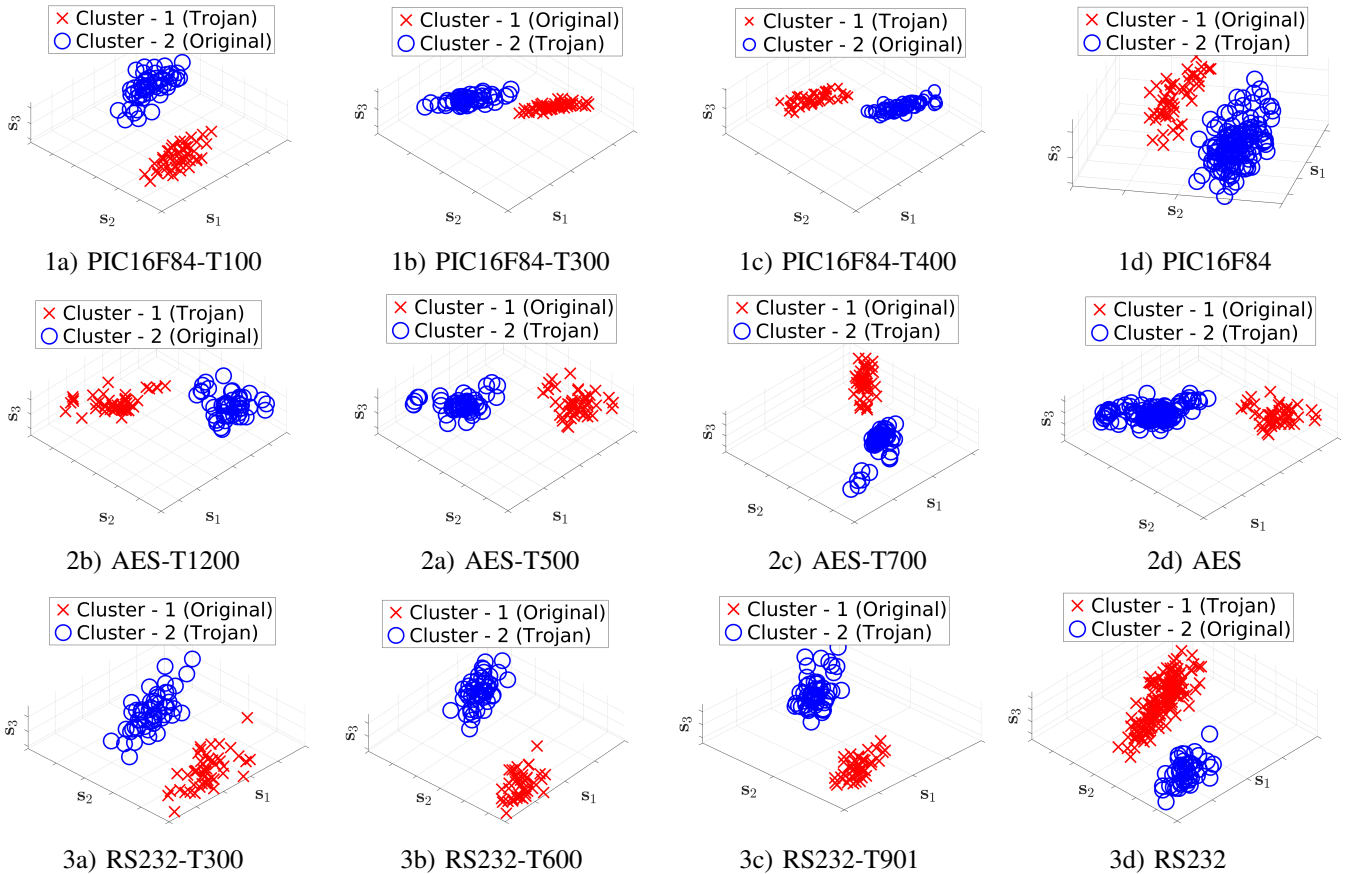 Cluster - 1 (Trojan)
Cluster - 2 (Original)
s₃
s₂
s₁
1a) PIC16F84-T100
Cluster - 1 (Original)
Cluster - 2 (Trojan)
s₃
s₂
s₁
1b) PIC16F84-T300
Cluster - 1 (Trojan)
Cluster - 2 (Original)
s₃
s₂
s₁
1c) PIC16F84-T400
Cluster - 1 (Original)
Cluster - 2 (Trojan)
s₃
s₂
s₁
1d) PIC16F84
Cluster - 1 (Trojan)
Cluster - 2 (Original)
s₃
s₂
s₁
2b) AES-T1200
Cluster - 1 (Original)
Cluster - 2 (Trojan)
s₃
s₂
s₁
2a) AES-T500
Cluster - 1 (Original)
Cluster - 2 (Trojan)
s₃
s₂
s₁
2c) AES-T700
Cluster - 1 (Original)
Cluster - 2 (Trojan)
s₃
s₂
s₁
2d) AES
Cluster - 1 (Original)
Cluster - 2 (Trojan)
s₃
s₂
s₁
3a) RS232-T300
Cluster - 1 (Original)
Cluster - 2 (Trojan)
s₃
s₂
s₁
3b) RS232-T600
Cluster - 1 (Original)
Cluster - 2 (Trojan)
s₃
s₂
s₁
3c) RS232-T901
Cluster - 1 (Trojan)
Cluster - 2 (Original)
s₃
s₂
s₁
3d) RS232